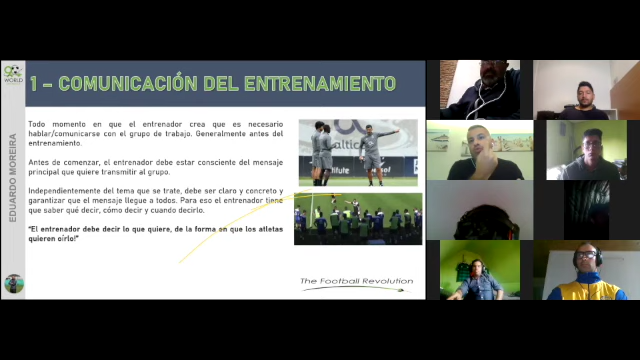 WORLD
1 – COMUNICACIÓN DEL ENTRENAMIENTO
EDUARDO MOREIRA
Todo momento en que el entrenador crea que es necesario
hablar/comunicarse con el grupo de trabajo. Generalmente antes del
entrenamiento.
Antes de comenzar, el entrenador debe estar consciente del mensaje
principal que quiere transmitir al grupo.
Independientemente del tema que se trate, debe ser claro y concreto y
garantizar que el mensaje llegue a todos. Para eso el entrenador tiene
que saber qué decir, cómo decir y cuando decirlo.
"El entrenador debe decir lo que quiere, de la forma en que los atletas
quieren oírlo!"
The Football Revolution